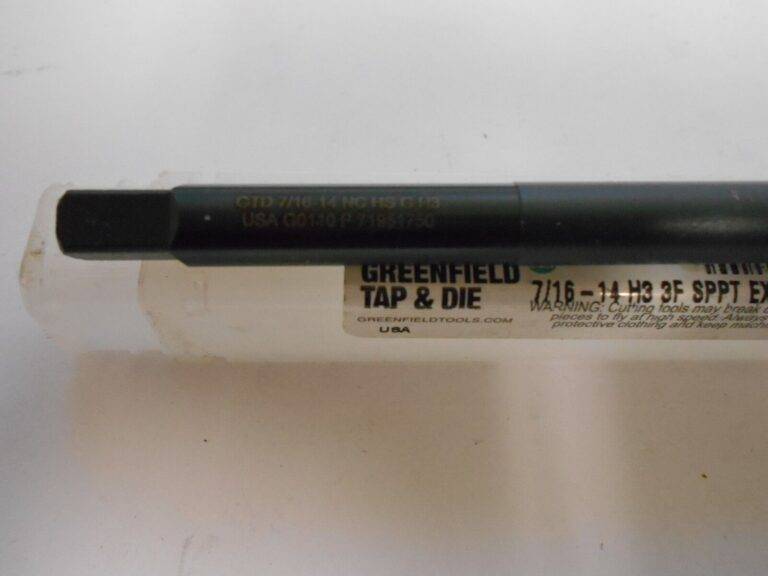 GTD 7/16-14 NC HS G H3
USA G0110 P 71951750
GREENFIELD
TAP & DIE
GREENFIELDTOOLS.COM
USA
7/16-14 H3 3F SPPT EX
WARNING: Cutting tools may break
pieces to fly at high speed. Always
protective clothing and keep machi